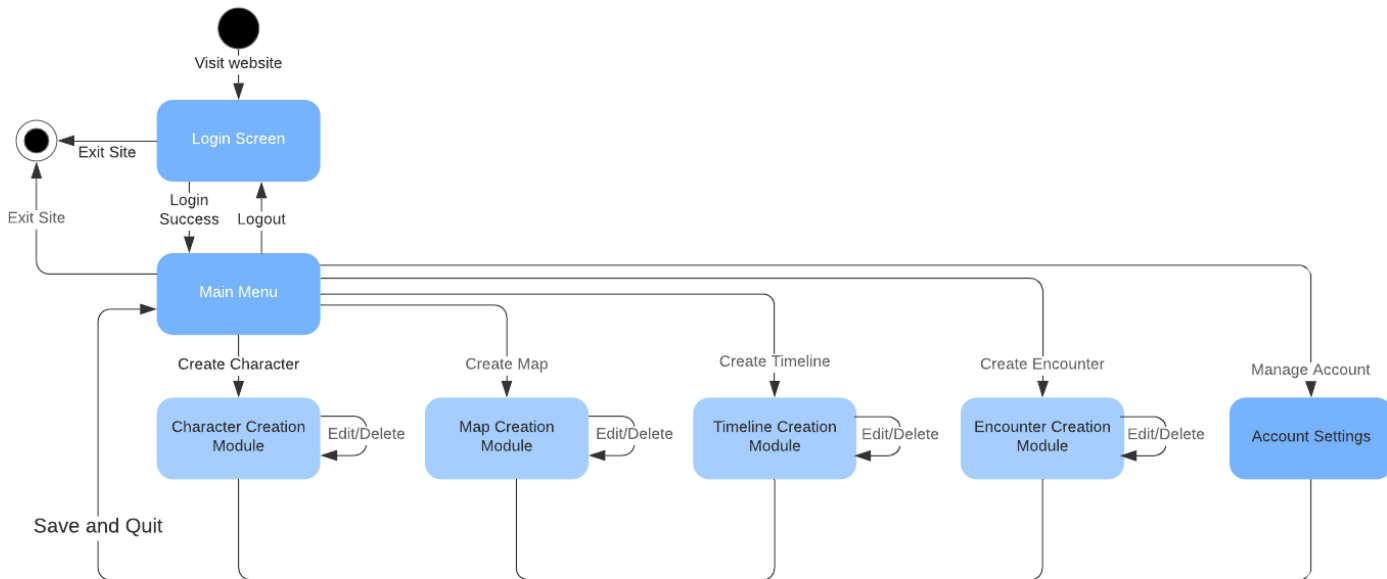 Visit website
Login Screen
Exit Site
Login
Success
Logout
Exit Site
Main Menu
Create Character
Create Map
Create Timeline
Create Encounter
Manage Account
Character Creation
Module
Edit/Delete
Map Creation
Module
Edit/Delete
Timeline Creation
Module
Edit/Delete
Encounter Creation
Module
Edit/Delete
Account Settings
Save and Quit